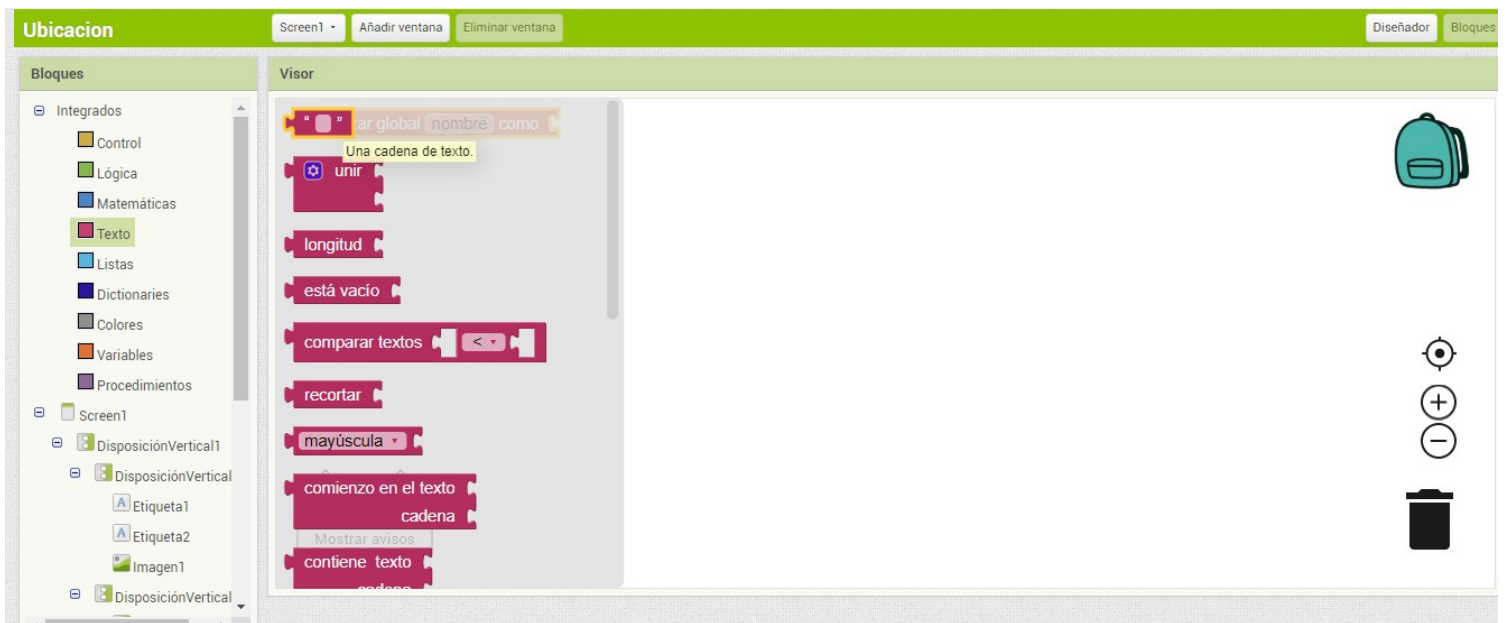 Ubicacion
Screen1
Añadir ventana
Eliminar ventana
Diseñador
Bloques
Bloques
Visor
Integrados
Control
Lógica
Matemáticas
Texto
Listas
Dictionaries
Colores
Variables
Procedimientos
Screen1
DisposiciónVertical1
DisposiciónVertical
Etiqueta1
Etiqueta2
Imagen1
DisposiciónVertical
“ ” ar global nombre como
Una cadena de texto.
unir
longitud
está vacío
comparar textos <
recortar
mayúscula
comienzo en el texto
cadena
Mostrar avisos
contiene texto
cadena